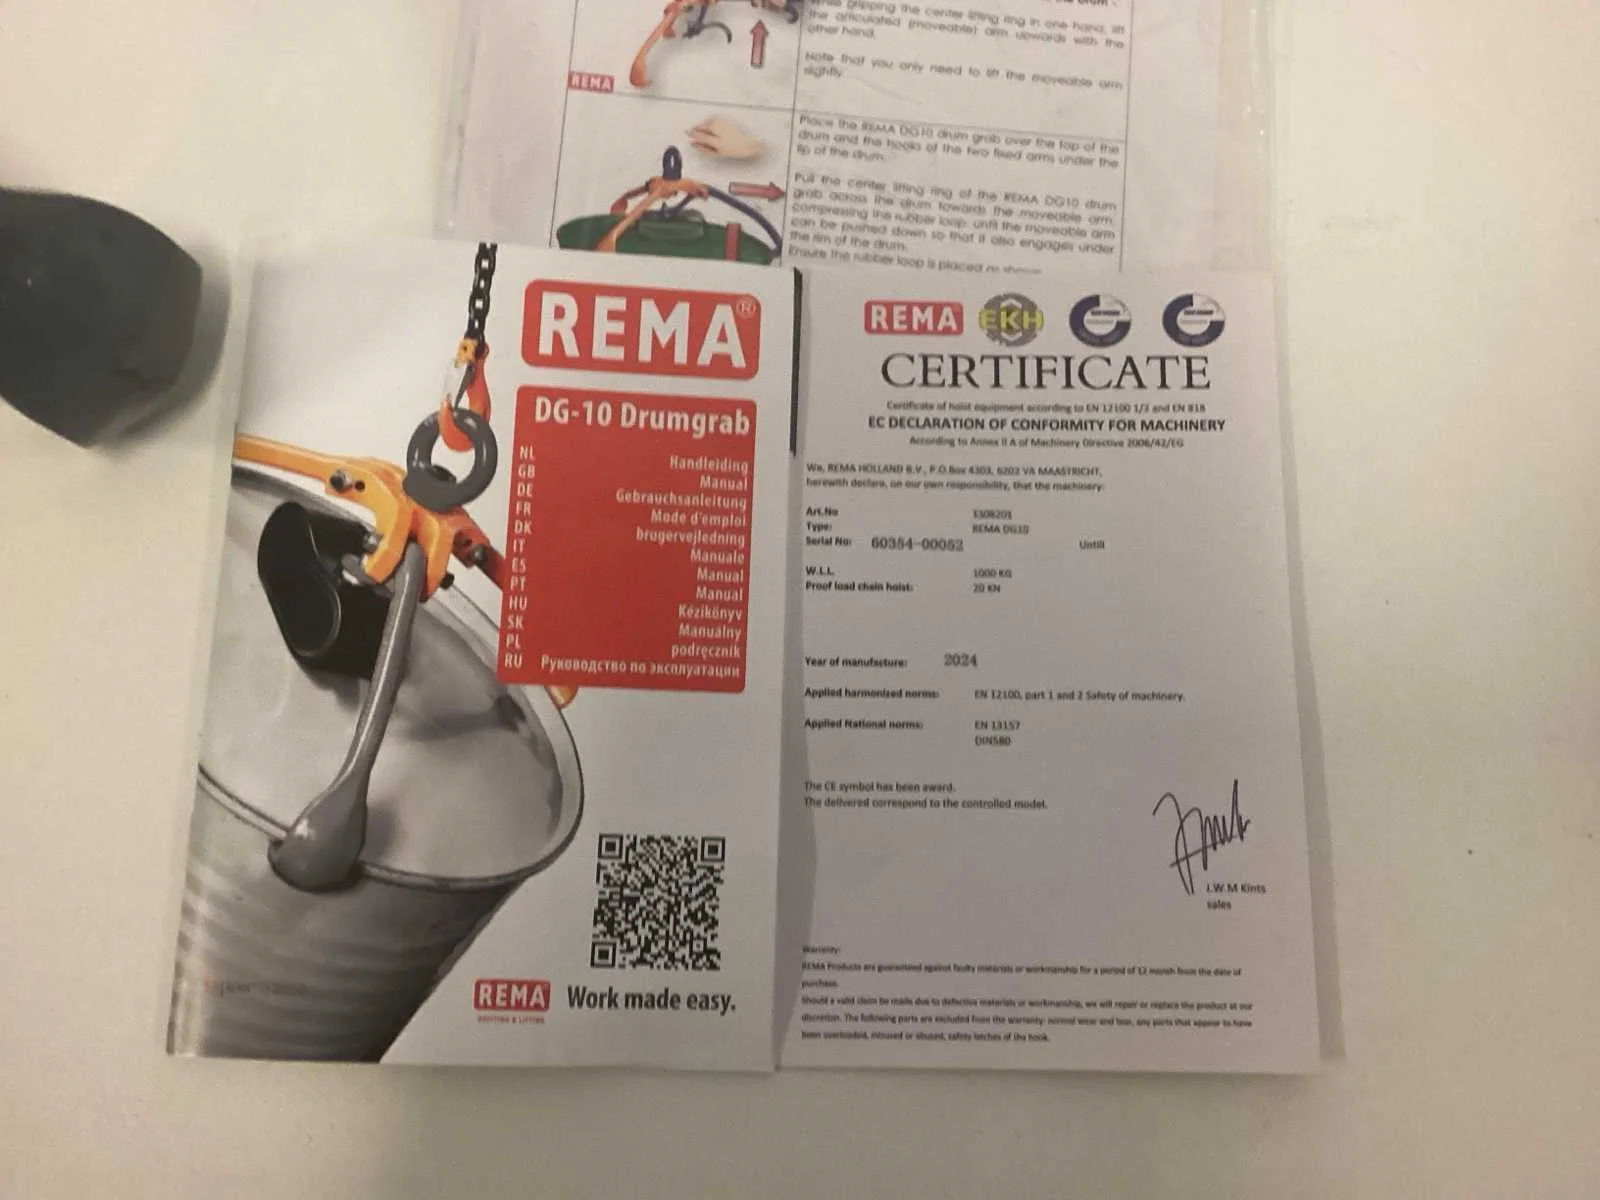 While gripping the center lifting ring in one hand, lift
the articulated (moveable) arm upwards with the
other hand.
Note that you only need to lift the moveable arm
slightly.
REMA
Place the REMA DG10 drum grab over the top of the
drum and the hooks of the two fixed arms under the
lip of the drum.
Pull the center lifting ring of the REMA DG10 drum
grab across the drum towards the moveable arm,
compressing the rubber loop, until the moveable arm
can be pushed down so that it also engages under
the rim of the drum.
Ensure the rubber loop is placed as shown
REMA®
DG-10 Drumgrab
NL Handleiding
GB Manual
DE Gebrauchsanleitung
FR Mode d'emploi
DK brugervejledning
IT Manuale
ES Manual
PT Manual
HU Kézikönyv
SK Manuálny
PL podręcznik
RU Руководство по эксплуатации
REMA
Work made easy.
REMA EKH
CERTIFICATE
Certificate of hoist equipment according to EN 12100 1/2 and EN 818
EC DECLARATION OF CONFORMITY FOR MACHINERY
According to Annex II A of Machinery Directive 2006/42/EG
We, REMA HOLLAND B.V., P.O.Box 4303, 6202 VA MAASTRICHT,
herewith declare, on our own responsibility, that the machinery:
Art.No
Type: REMA DG10
Serial No: 60354-00052 Untill
W.L.L. 1000 KG
Proof load chain hoist: 20 KN
Year of manufacture: 2024
Applied harmonized norms: EN 12100, part 1 and 2 Safety of machinery.
Applied National norms: EN 13157
DIN580
The CE symbol has been award.
The delivered correspond to the controlled model.
J.W.M Kints
sales
Warranty:
REMA Products are guaranteed against faulty materials or workmanship for a period of 12 month from the date of
purchase.
Should a valid claim be made due to defective materials or workmanship, we will repair or replace the product at our
discretion. The following parts are excluded from the warranty: normal wear and tear, any parts that appear to have
been overloaded, misused or abused, safety latches of the hook.